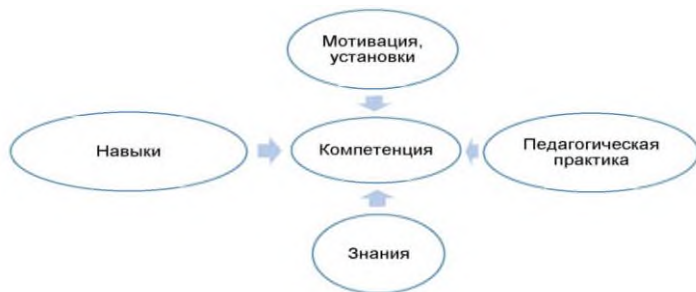 Мотивация,
установки
Навыки
Компетенция
Педагогическая
практика
Знания